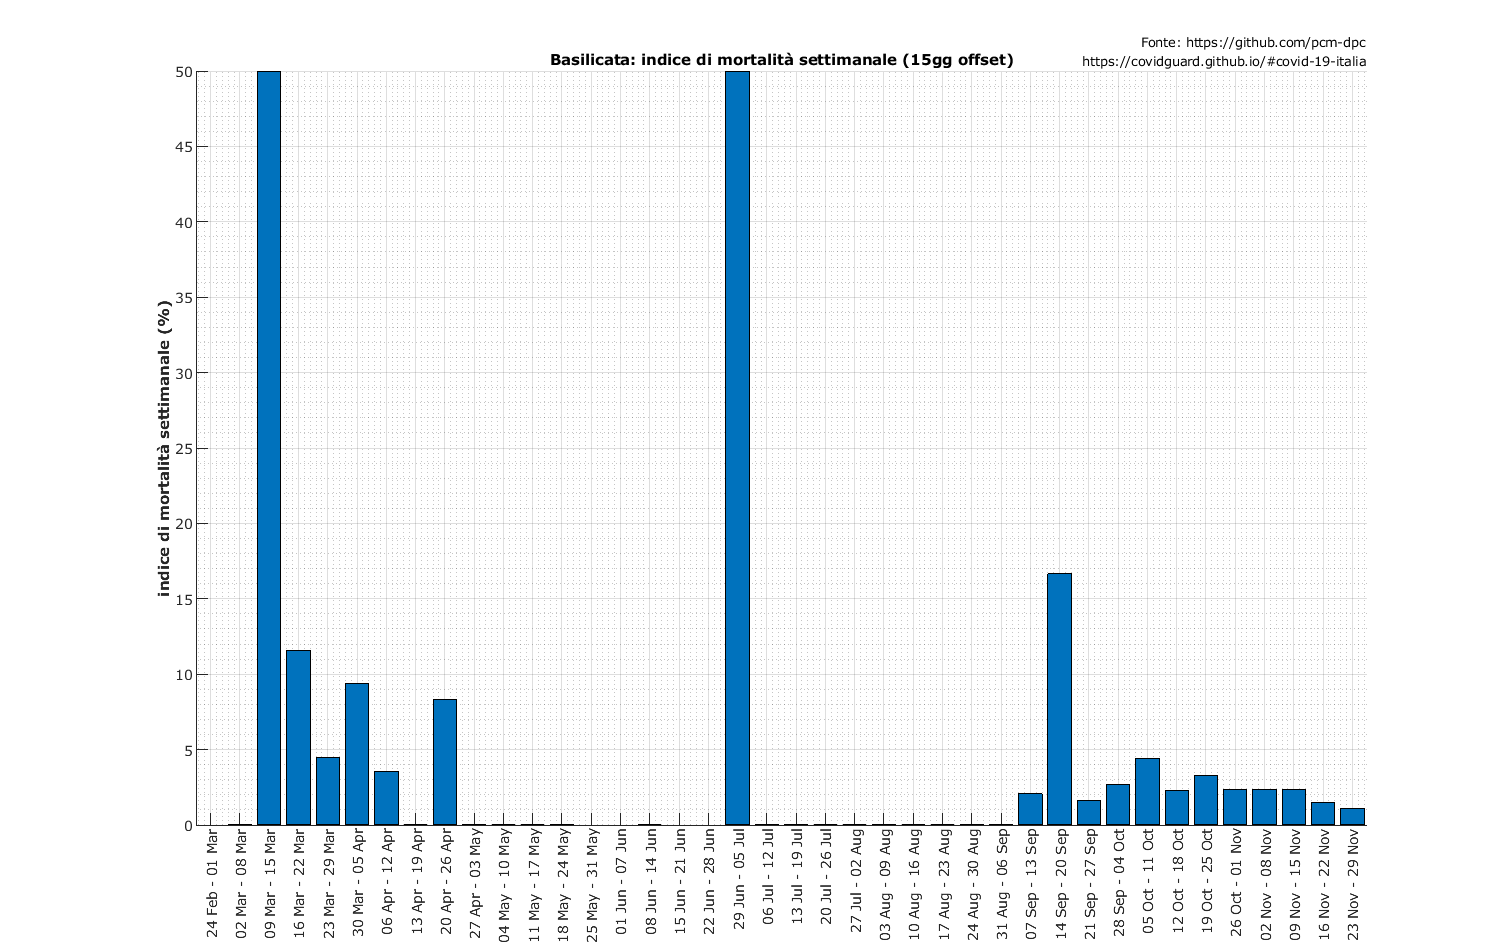 Fonte: https://github.com/pcm-dpc
Basilicata: indice di mortalità settimanale (15gg offset)
https://covidguard.github.io/#covid-19-italia
indice di mortalità settimanale (%)
50
45
40
35
30
25
20
15
10
5
0
24 Feb - 01 Mar
02 Mar - 08 Mar
09 Mar - 15 Mar
16 Mar - 22 Mar
23 Mar - 29 Mar
30 Mar - 05 Apr
06 Apr - 12 Apr
13 Apr - 19 Apr
20 Apr - 26 Apr
27 Apr - 03 May
04 May - 10 May
11 May - 17 May
18 May - 24 May
25 May - 31 May
01 Jun - 07 Jun
08 Jun - 14 Jun
15 Jun - 21 Jun
22 Jun - 28 Jun
29 Jun - 05 Jul
06 Jul - 12 Jul
13 Jul - 19 Jul
20 Jul - 26 Jul
27 Jul - 02 Aug
03 Aug - 09 Aug
10 Aug - 16 Aug
17 Aug - 23 Aug
24 Aug - 30 Aug
31 Aug - 06 Sep
07 Sep - 13 Sep
14 Sep - 20 Sep
21 Sep - 27 Sep
28 Sep - 04 Oct
05 Oct - 11 Oct
12 Oct - 18 Oct
19 Oct - 25 Oct
26 Oct - 01 Nov
02 Nov - 08 Nov
09 Nov - 15 Nov
16 Nov - 22 Nov
23 Nov - 29 Nov